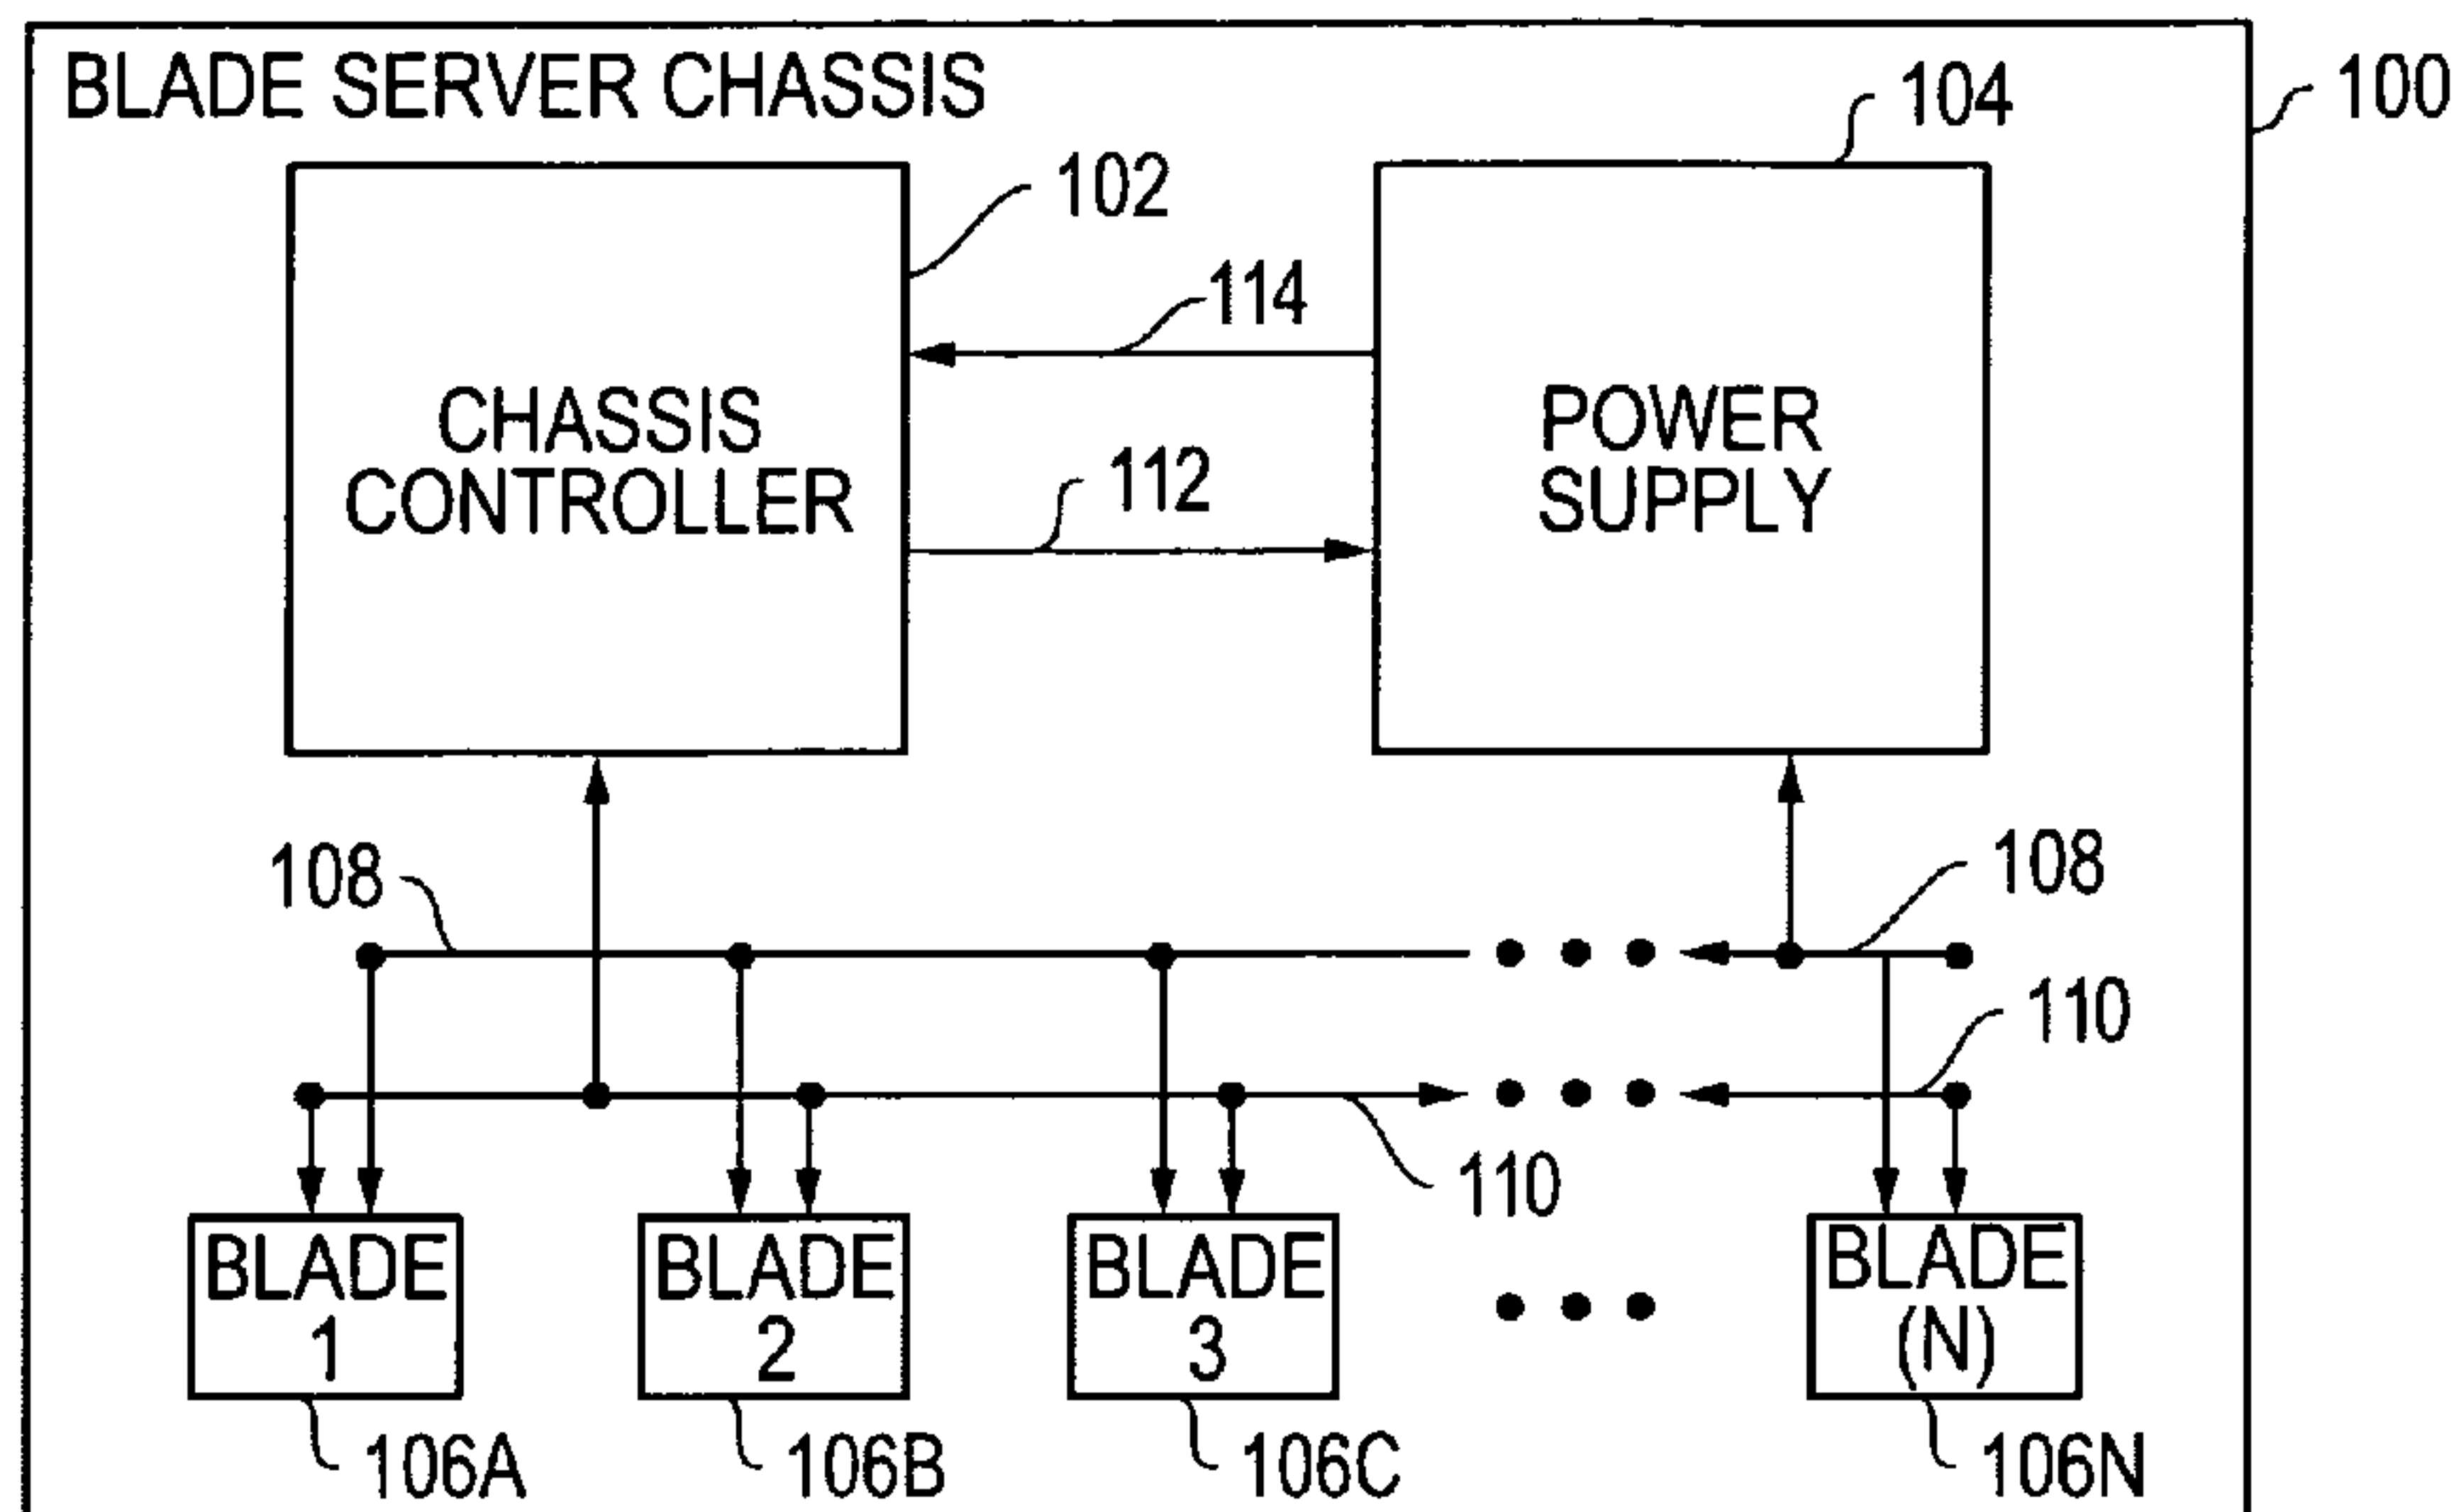 BLADE SERVER CHASSIS
100
104
102
114
CHASSIS
CONTROLLER
POWER
SUPPLY
112
108
108
110
110
BLADE
1
BLADE
2
BLADE
3
BLADE
(N)
106A
106B
106C
106N